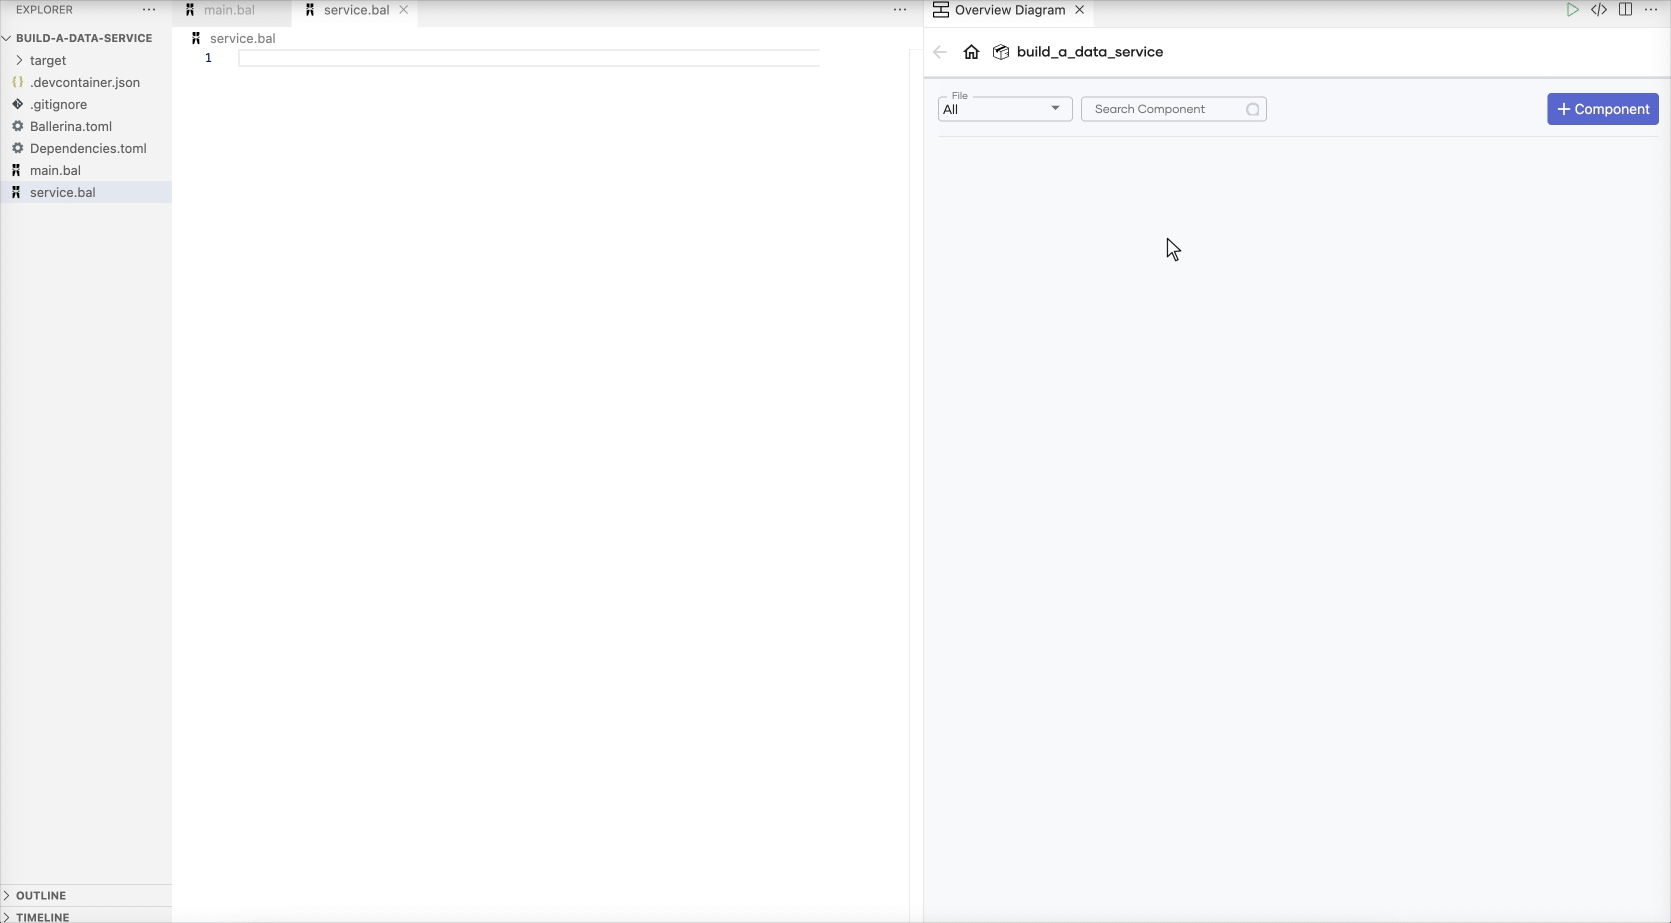 EXPLORER
BUILD-A-DATA-SERVICE
target
.devcontainer.json
.gitignore
Ballerina.toml
Dependencies.toml
main.bal
service.bal
OUTLINE
TIMELINE
main.bal
service.bal
service.bal
1
Overview Diagram
build_a_data_service
File
All
Search Component
+ Component